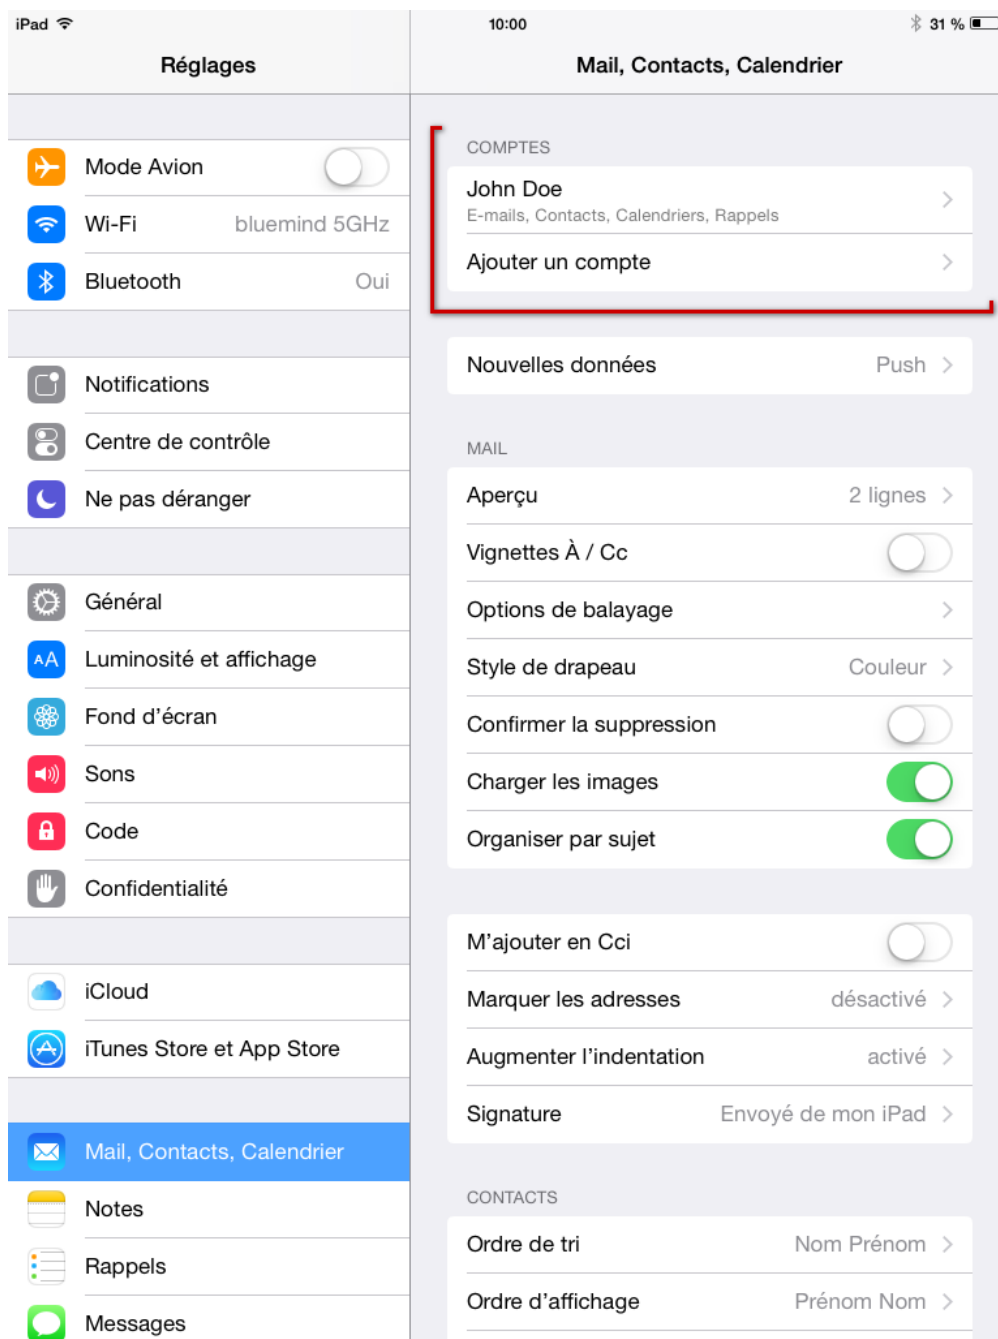 iPad 10:00 31 %
Réglages
Mode Avion
Wi-Fi bluemind 5GHz
Bluetooth Oui
Notifications
Centre de contrôle
Ne pas déranger
Général
AA Luminosité et affichage
Fond d’écran
Sons
Code
Confidentialité
iCloud
iTunes Store et App Store
Mail, Contacts, Calendrier
Notes
Rappels
Messages
Mail, Contacts, Calendrier
COMPTES
John Doe
E-mails, Contacts, Calendriers, Rappels
Ajouter un compte
Nouvelles données Push
MAIL
Aperçu 2 lignes
Vignettes À / Cc
Options de balayage
Style de drapeau Couleur
Confirmer la suppression
Charger les images
Organiser par sujet
M’ajouter en Cci
Marquer les adresses désactivé
Augmenter l’indentation activé
Signature Envoyé de mon iPad
CONTACTS
Ordre de tri Nom Prénom
Ordre d’affichage Prénom Nom